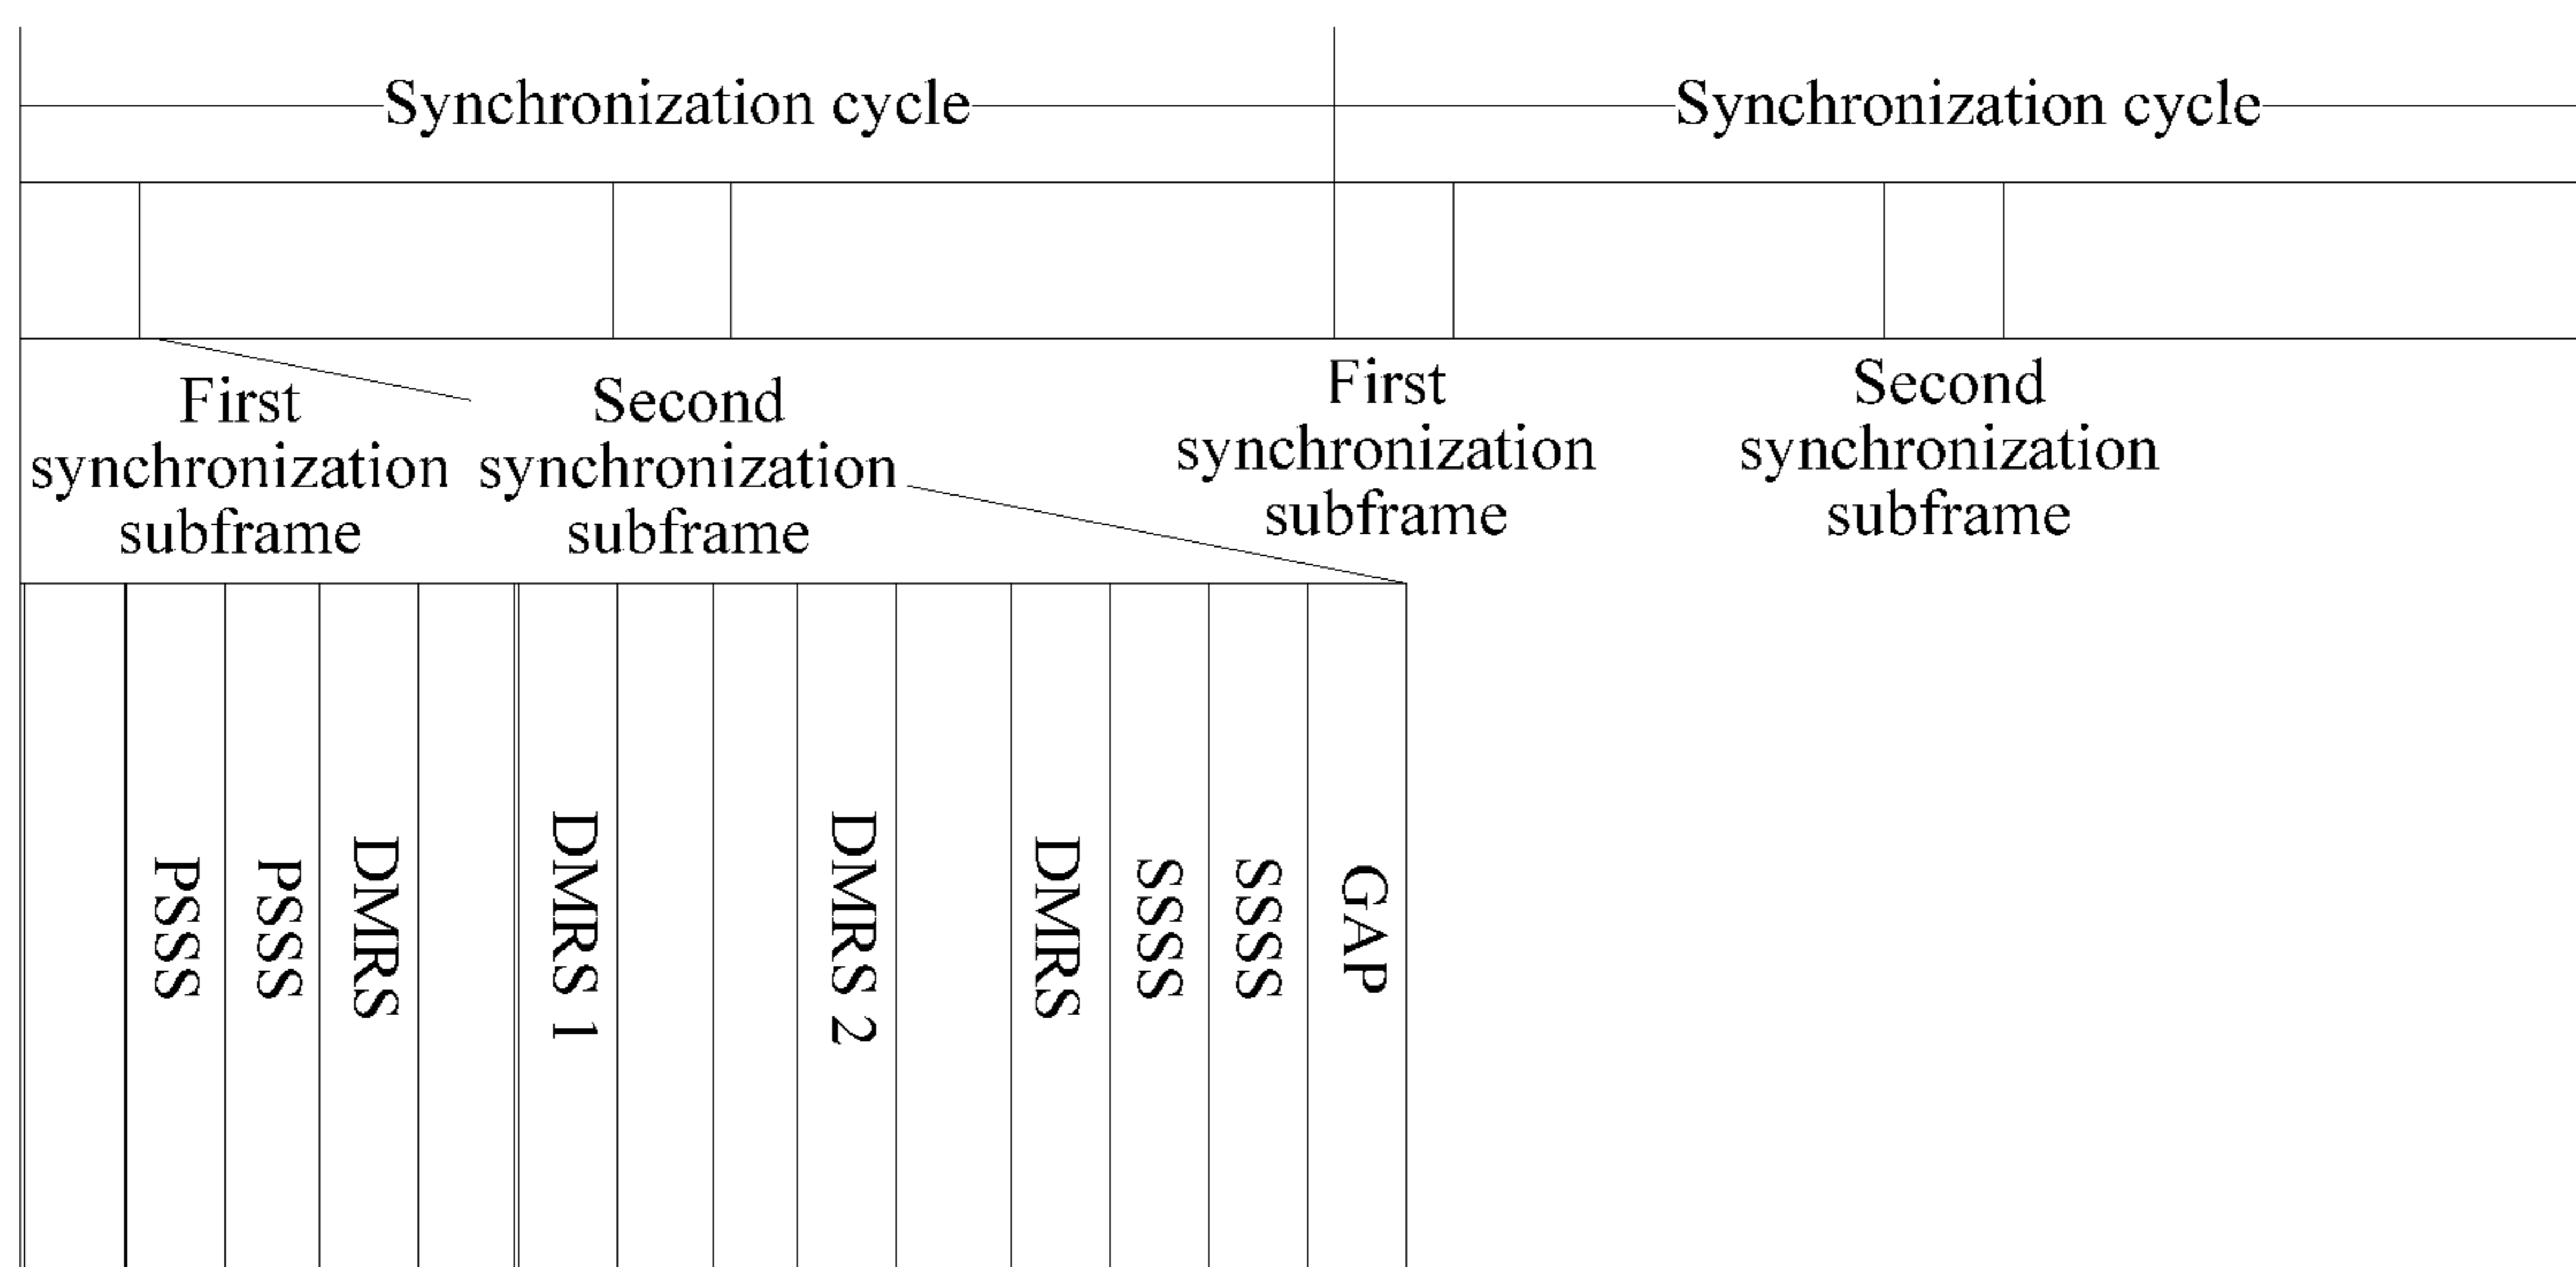 Synchronization cycle
Synchronization cycle
First
synchronization
subframe
Second
synchronization
subframe
First
synchronization
subframe
Second
synchronization
subframe
PSSS
PSSS
DMRS
DMRS 1
DMRS 2
DMRS
SSSS
SSSS
GAP